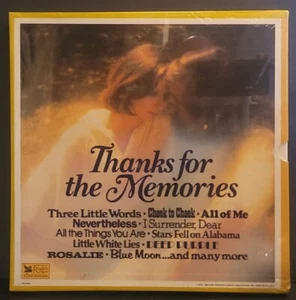 Thanks for
the Memories
Three Little Words • Cheek to Cheek • All of Me
Nevertheless • I Surrender, Dear
All the Things You Are • Stars Fell on Alabama
Little White Lies • DEEP PURPLE
ROSALIE • Blue Moon...and many more